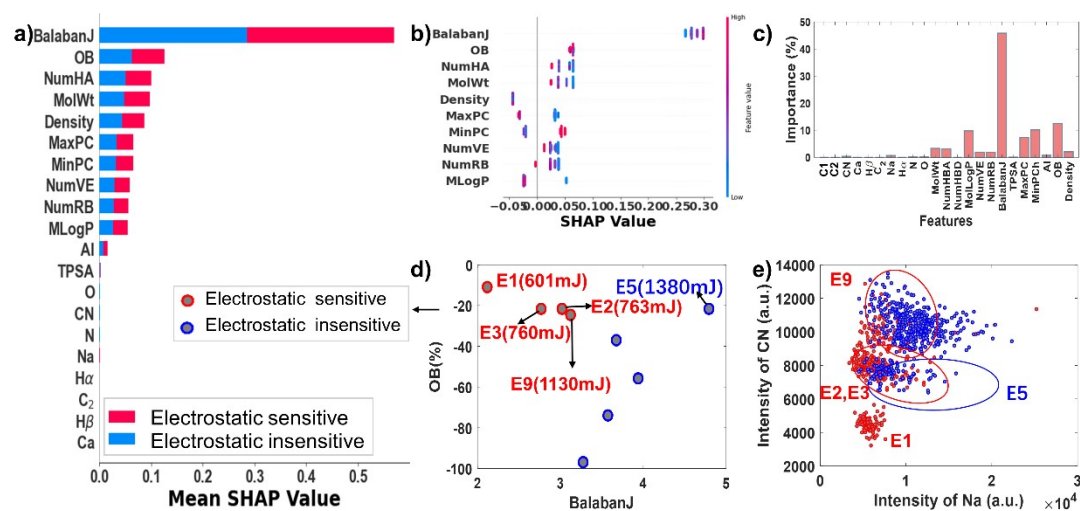 a)
BalabanJ
OB
NumHA
MolWt
Density
MaxPC
MinPC
NumVE
NumRB
MLogP
AI
TPSA
O
CN
N
Na
Hα
C2
Hβ
Ca
0.0 0.1 0.2 0.3 0.4 0.5
Mean SHAP Value
Electrostatic sensitive
Electrostatic insensitive
Electrostatic sensitive
Electrostatic insensitive
b)
BalabanJ
OB
NumHA
MolWt
Density
MaxPC
MinPC
NumVE
NumRB
MLogP
-0.05 0.00 0.05 0.10 0.15 0.20 0.25 0.30
SHAP Value
High
Feature value
Low
c)
Importance (%)
50
40
30
20
10
0
C1 C2 CN Ca Hβ C2 Na Hα N O MolWt NumHBA NumHBD MolLogP NumVE NumRB BalabanJ TPSA MaxPC MinPCh AI OB Density
Features
d)
OB(%)
0
-20
-40
-60
-80
-100
2 3 4 5
BalabanJ
E1(601mJ)
E5(1380mJ)
E2(763mJ)
E3(760mJ)
E9(1130mJ)
e)
Intensity of CN (a.u.)
14000
12000
10000
8000
6000
4000
2000
0 1 2 3
×10^4
Intensity of Na (a.u.)
E9
E2,E3
E5
E1